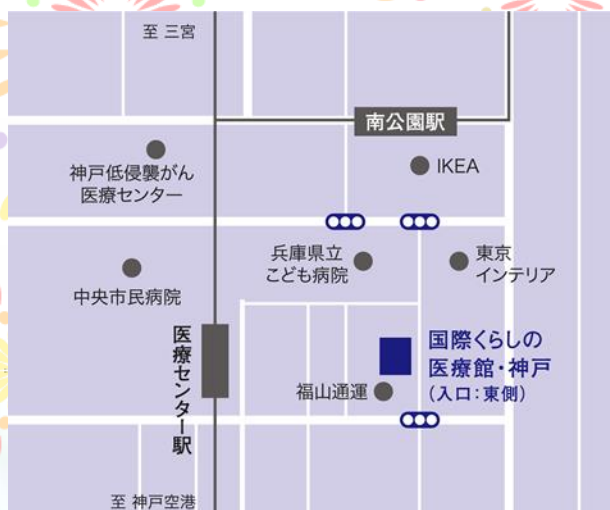 至 三宮
南公園駅
神戸低侵襲がん
医療センター
IKEA
兵庫県立
こども病院
東京
インテリア
中央市民病院
医療センター駅
国際くらしの
医療館・神戸
(入口:東側)
福山通運
至 神戸空港